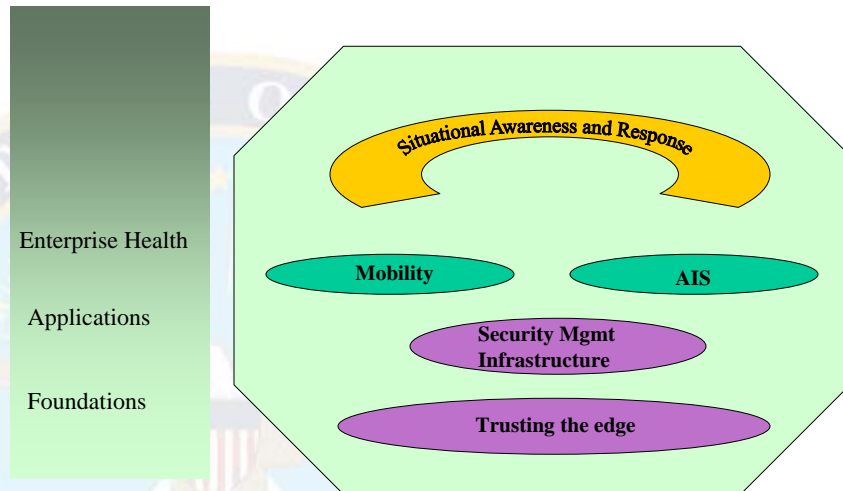 Situational Awareness and Response
Enterprise Health
Mobility
AIS
Applications
Security Mgmt
Infrastructure
Foundations
Trusting the edge